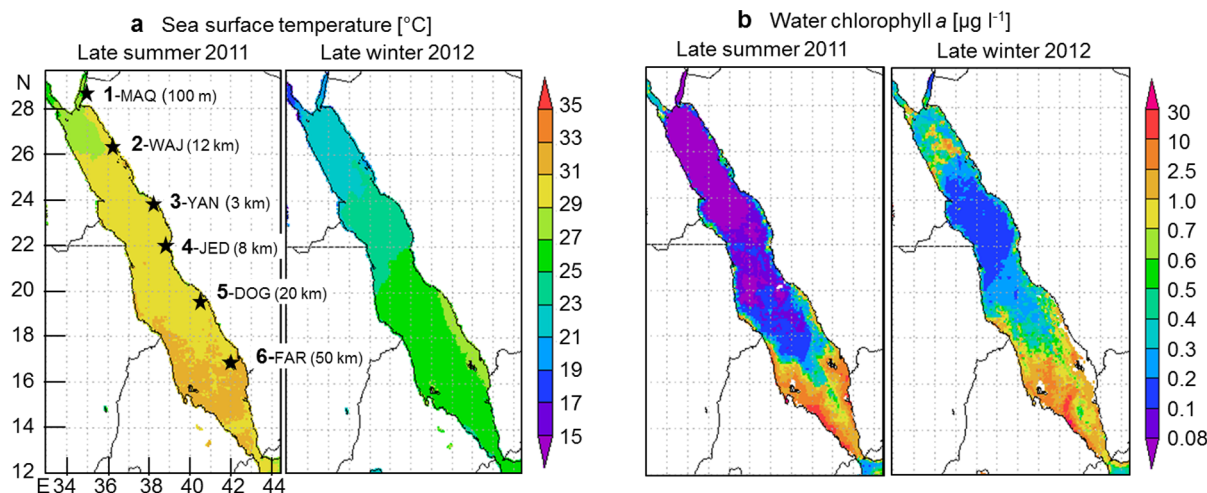 a Sea surface temperature [°C]
Late summer 2011
Late winter 2012
N
28
26
24
22
20
18
16
14
12
E 34 36 38 40 42 44
1-MAQ (100 m)
2-WAJ (12 km)
3-YAN (3 km)
4-JED (8 km)
5-DOG (20 km)
6-FAR (50 km)
35
33
31
29
27
25
23
21
19
17
15
b Water chlorophyll a [µg l⁻¹]
Late summer 2011
Late winter 2012
30
10
2.5
1.0
0.7
0.6
0.5
0.4
0.3
0.2
0.1
0.08